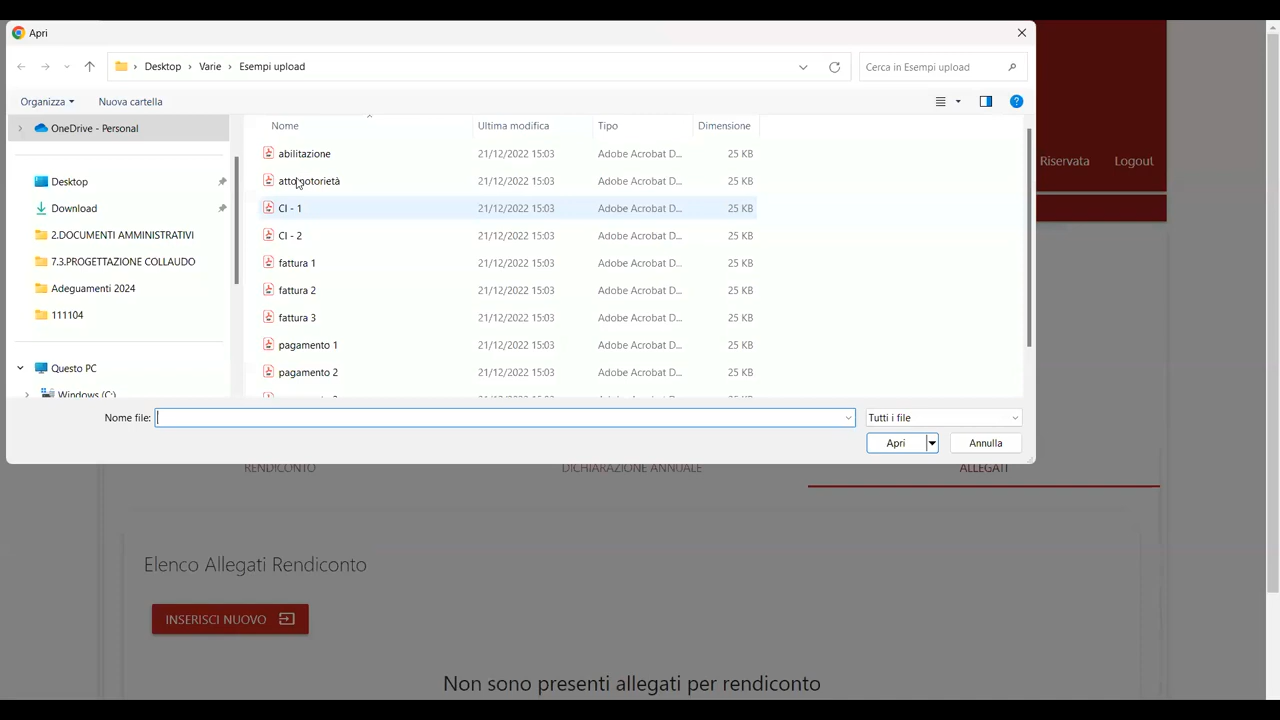 Apri
Desktop > Varie > Esempi upload
Cerca in Esempi upload
Organizza
Nuova cartella
OneDrive - Personal
Desktop
Download
2.DOCUMENTI AMMINISTRATIVI
7.3.PROGETTAZIONE COLLAUDO
Adeguamenti 2024
111104
Questo PC
Windows (C:)
Nome Ultima modifica Tipo Dimensione
abilitazione 21/12/2022 15:03 Adobe Acrobat D... 25 KB
atto notorietà 21/12/2022 15:03 Adobe Acrobat D... 25 KB
CI - 1 21/12/2022 15:03 Adobe Acrobat D... 25 KB
CI - 2 21/12/2022 15:03 Adobe Acrobat D... 25 KB
fattura 1 21/12/2022 15:03 Adobe Acrobat D... 25 KB
fattura 2 21/12/2022 15:03 Adobe Acrobat D... 25 KB
fattura 3 21/12/2022 15:03 Adobe Acrobat D... 25 KB
pagamento 1 21/12/2022 15:03 Adobe Acrobat D... 25 KB
pagamento 2 21/12/2022 15:03 Adobe Acrobat D... 25 KB
Nome file:
Tutti i file
Apri
Annulla
Riservata
Logout
RENDICONTO
DICHIARAZIONE ANNUALE
ALLEGATI
Elenco Allegati Rendiconto
INSERISCI NUOVO
Non sono presenti allegati per rendiconto